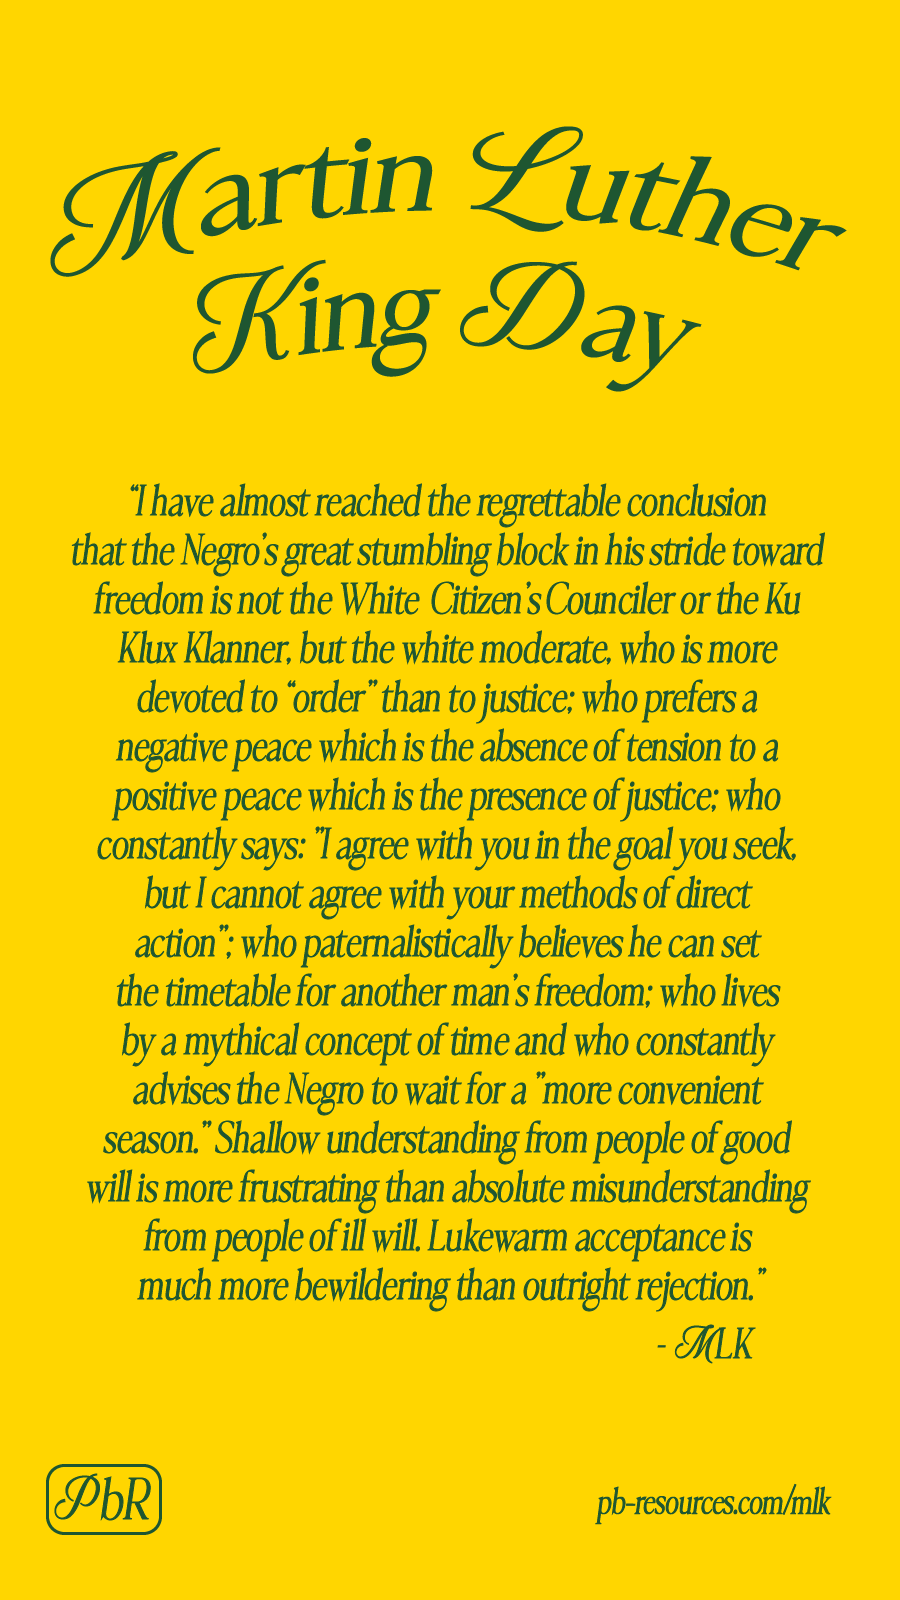 Martin Luther
King Day
“I have almost reached the regrettable conclusion
that the Negro’s great stumbling block in his stride toward
freedom is not the White Citizen’s Counciler or the Ku
Klux Klanner, but the white moderate, who is more
devoted to “order” than to justice; who prefers a
negative peace which is the absence of tension to a
positive peace which is the presence of justice; who
constantly says: ”I agree with you in the goal you seek,
but I cannot agree with your methods of direct
action”; who paternalistically believes he can set
the timetable for another man’s freedom; who lives
by a mythical concept of time and who constantly
advises the Negro to wait for a ”more convenient
season.” Shallow understanding from people of good
will is more frustrating than absolute misunderstanding
from people of ill will. Lukewarm acceptance is
much more bewildering than outright rejection.”
- MLK
PbR
pb-resources.com/mlk